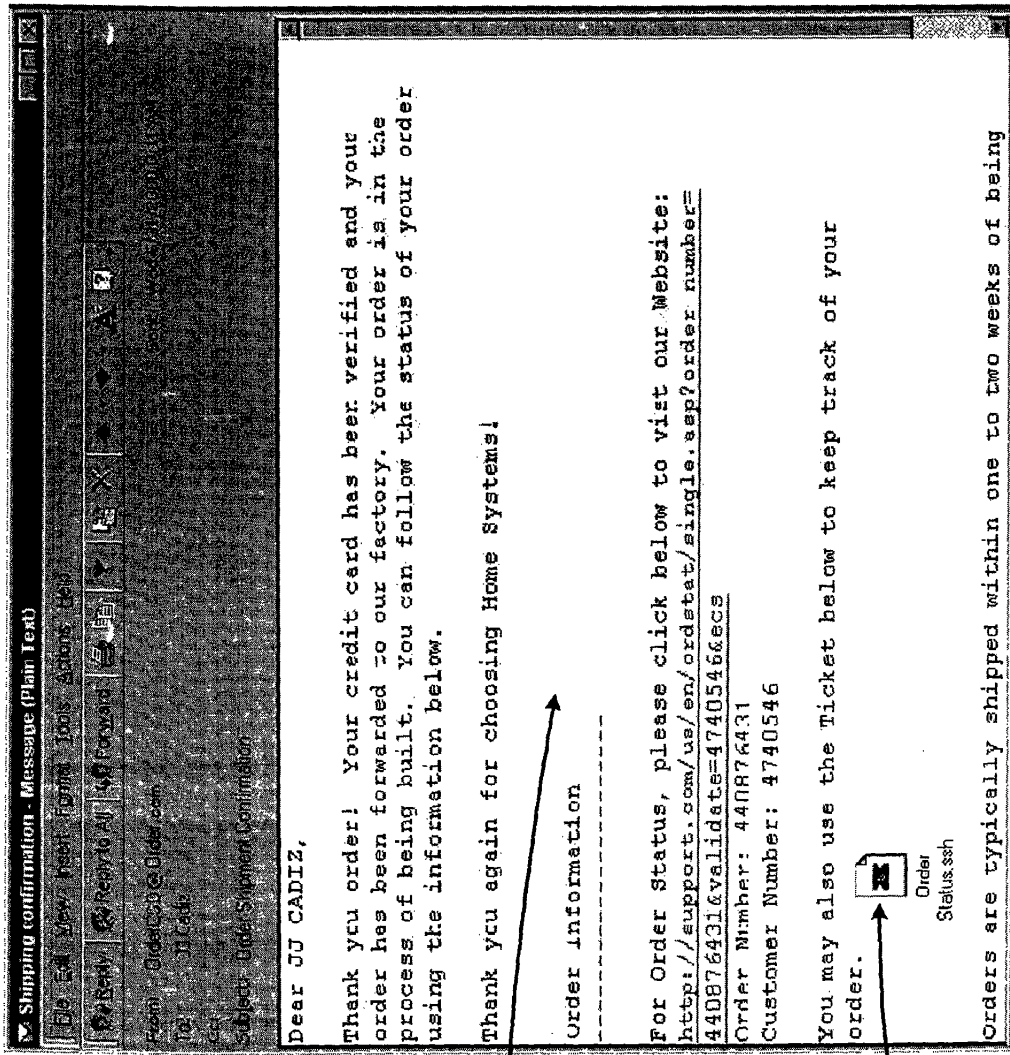 Shipping confirmation - Message (Plain Text)
File Edit View Insert Format Tools Actions Help
Reply Reply to All Forward
From: @
To: JJ Cadiz
Cc:
Subject: Order Shipment Confirmation
Dear JJ CADIZ,
Thank you order! Your credit card has been verified and your
order has been forwarded to our factory. Your order is in the
process of being built. You can follow the status of your order
using the information below.
Thank you again for choosing Home Systems!
Order Information
--------------------
For Order Status, please click below to vist our Website:
http://support.com/us/en/ordstat/single.asp?order number=
440876431&validate=4740546&ecs
Order Number: 440876431
Customer Number: 4740546
You may also use the Ticket below to keep track of your
order.
Order
Status.ssh
Orders are typically shipped within one to two weeks of being